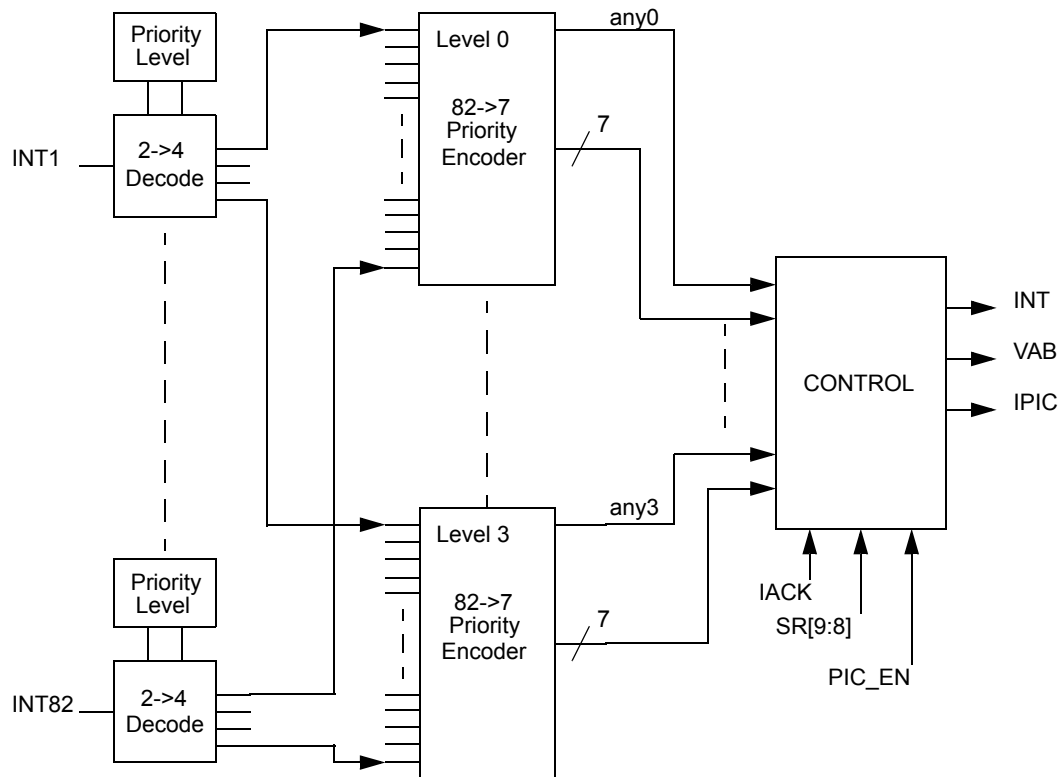 Priority
Level
2->4
Decode
INT1
Level 0
82->7
Priority
Encoder
any0
7
CONTROL
INT
VAB
IPIC
IACK
SR[9:8]
PIC_EN
Level 3
82->7
Priority
Encoder
any3
7
Priority
Level
2->4
Decode
INT82